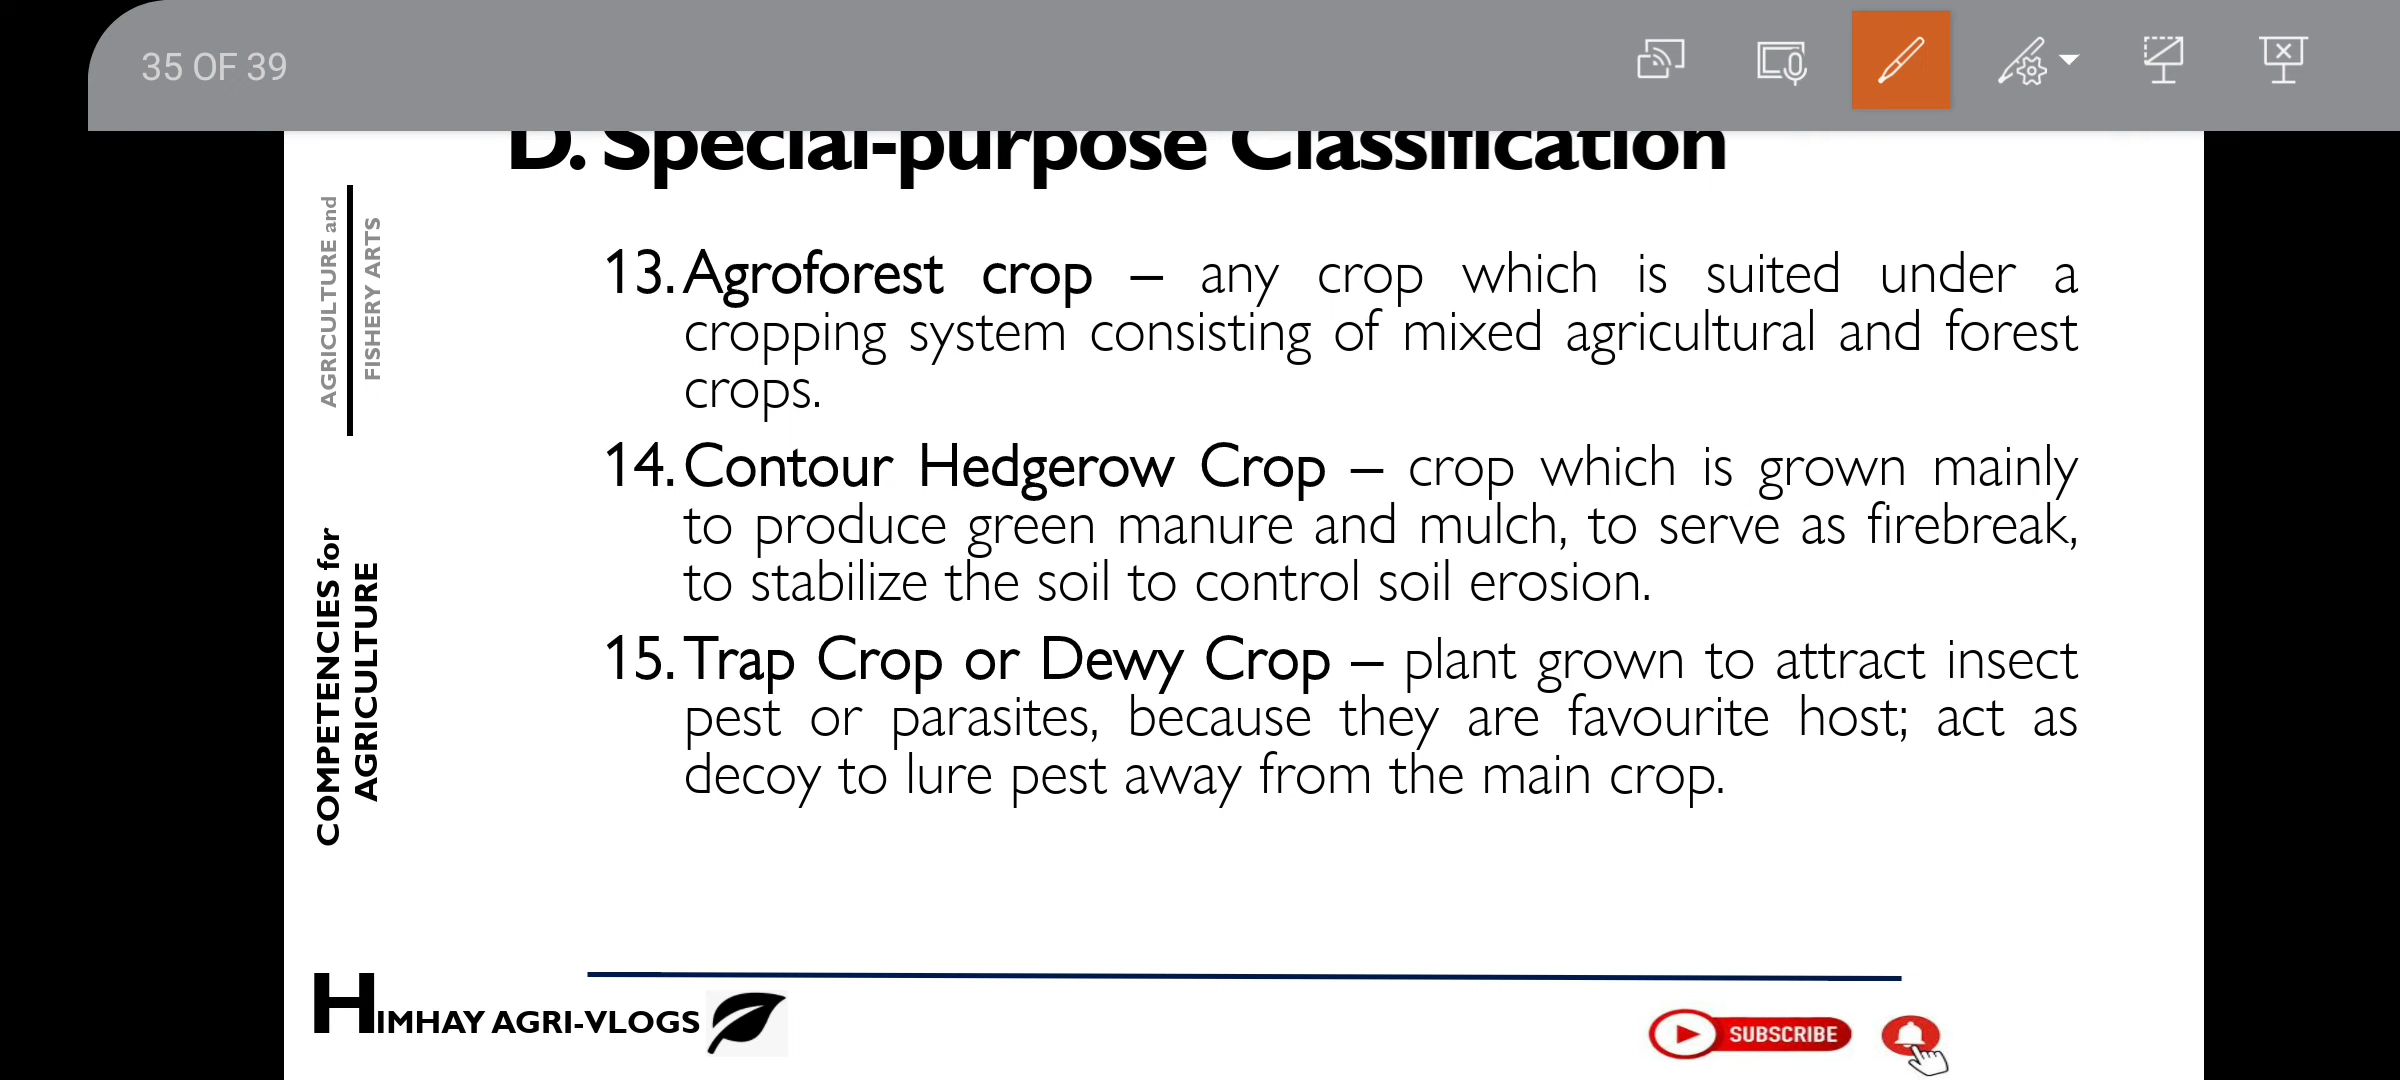 35 OF 39
D. Special-purpose Classification
AGRICULTURE and
FISHERY ARTS
COMPETENCIES for
AGRICULTURE
13. Agroforest crop – any crop which is suited under a
cropping system consisting of mixed agricultural and forest
crops.
14. Contour Hedgerow Crop – crop which is grown mainly
to produce green manure and mulch, to serve as firebreak,
to stabilize the soil to control soil erosion.
15. Trap Crop or Dewy Crop – plant grown to attract insect
pest or parasites, because they are favourite host; act as
decoy to lure pest away from the main crop.
HIMHAY AGRI-VLOGS
SUBSCRIBE